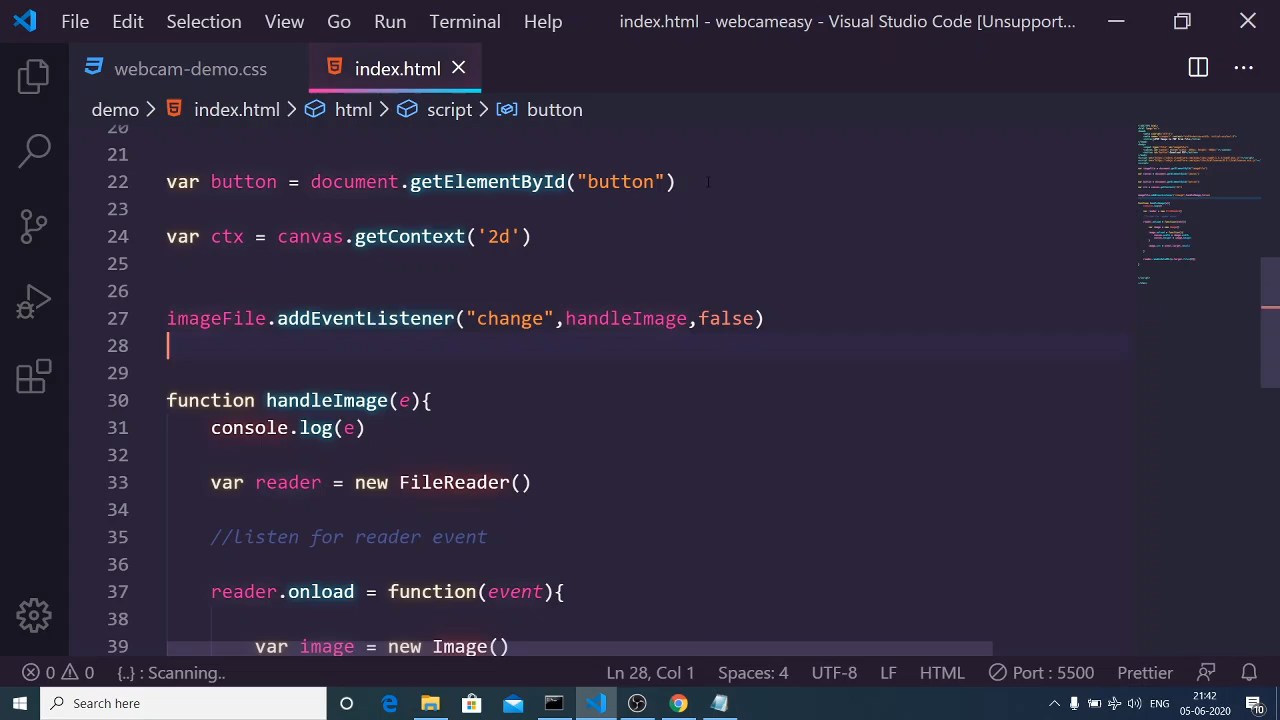 File Edit Selection View Go Run Terminal Help index.html - webcameasy - Visual Studio Code [Unsupport...
webcam-demo.css index.html
demo > index.html > html > script > button
20
21
22 var button = document.getElementById("button")
23
24 var ctx = canvas.getContext('2d')
25
26
27 imageFile.addEventListener("change",handleImage,false)
28
29
30 function handleImage(e){
31 console.log(e)
32
33 var reader = new FileReader()
34
35 //listen for reader event
36
37 reader.onload = function(event){
38
39 var image = new Image()
0 0 {..} : Scanning.. Ln 28, Col 1 Spaces: 4 UTF-8 LF HTML Port : 5500 Prettier
Search here ENG 21:42
05-06-2020